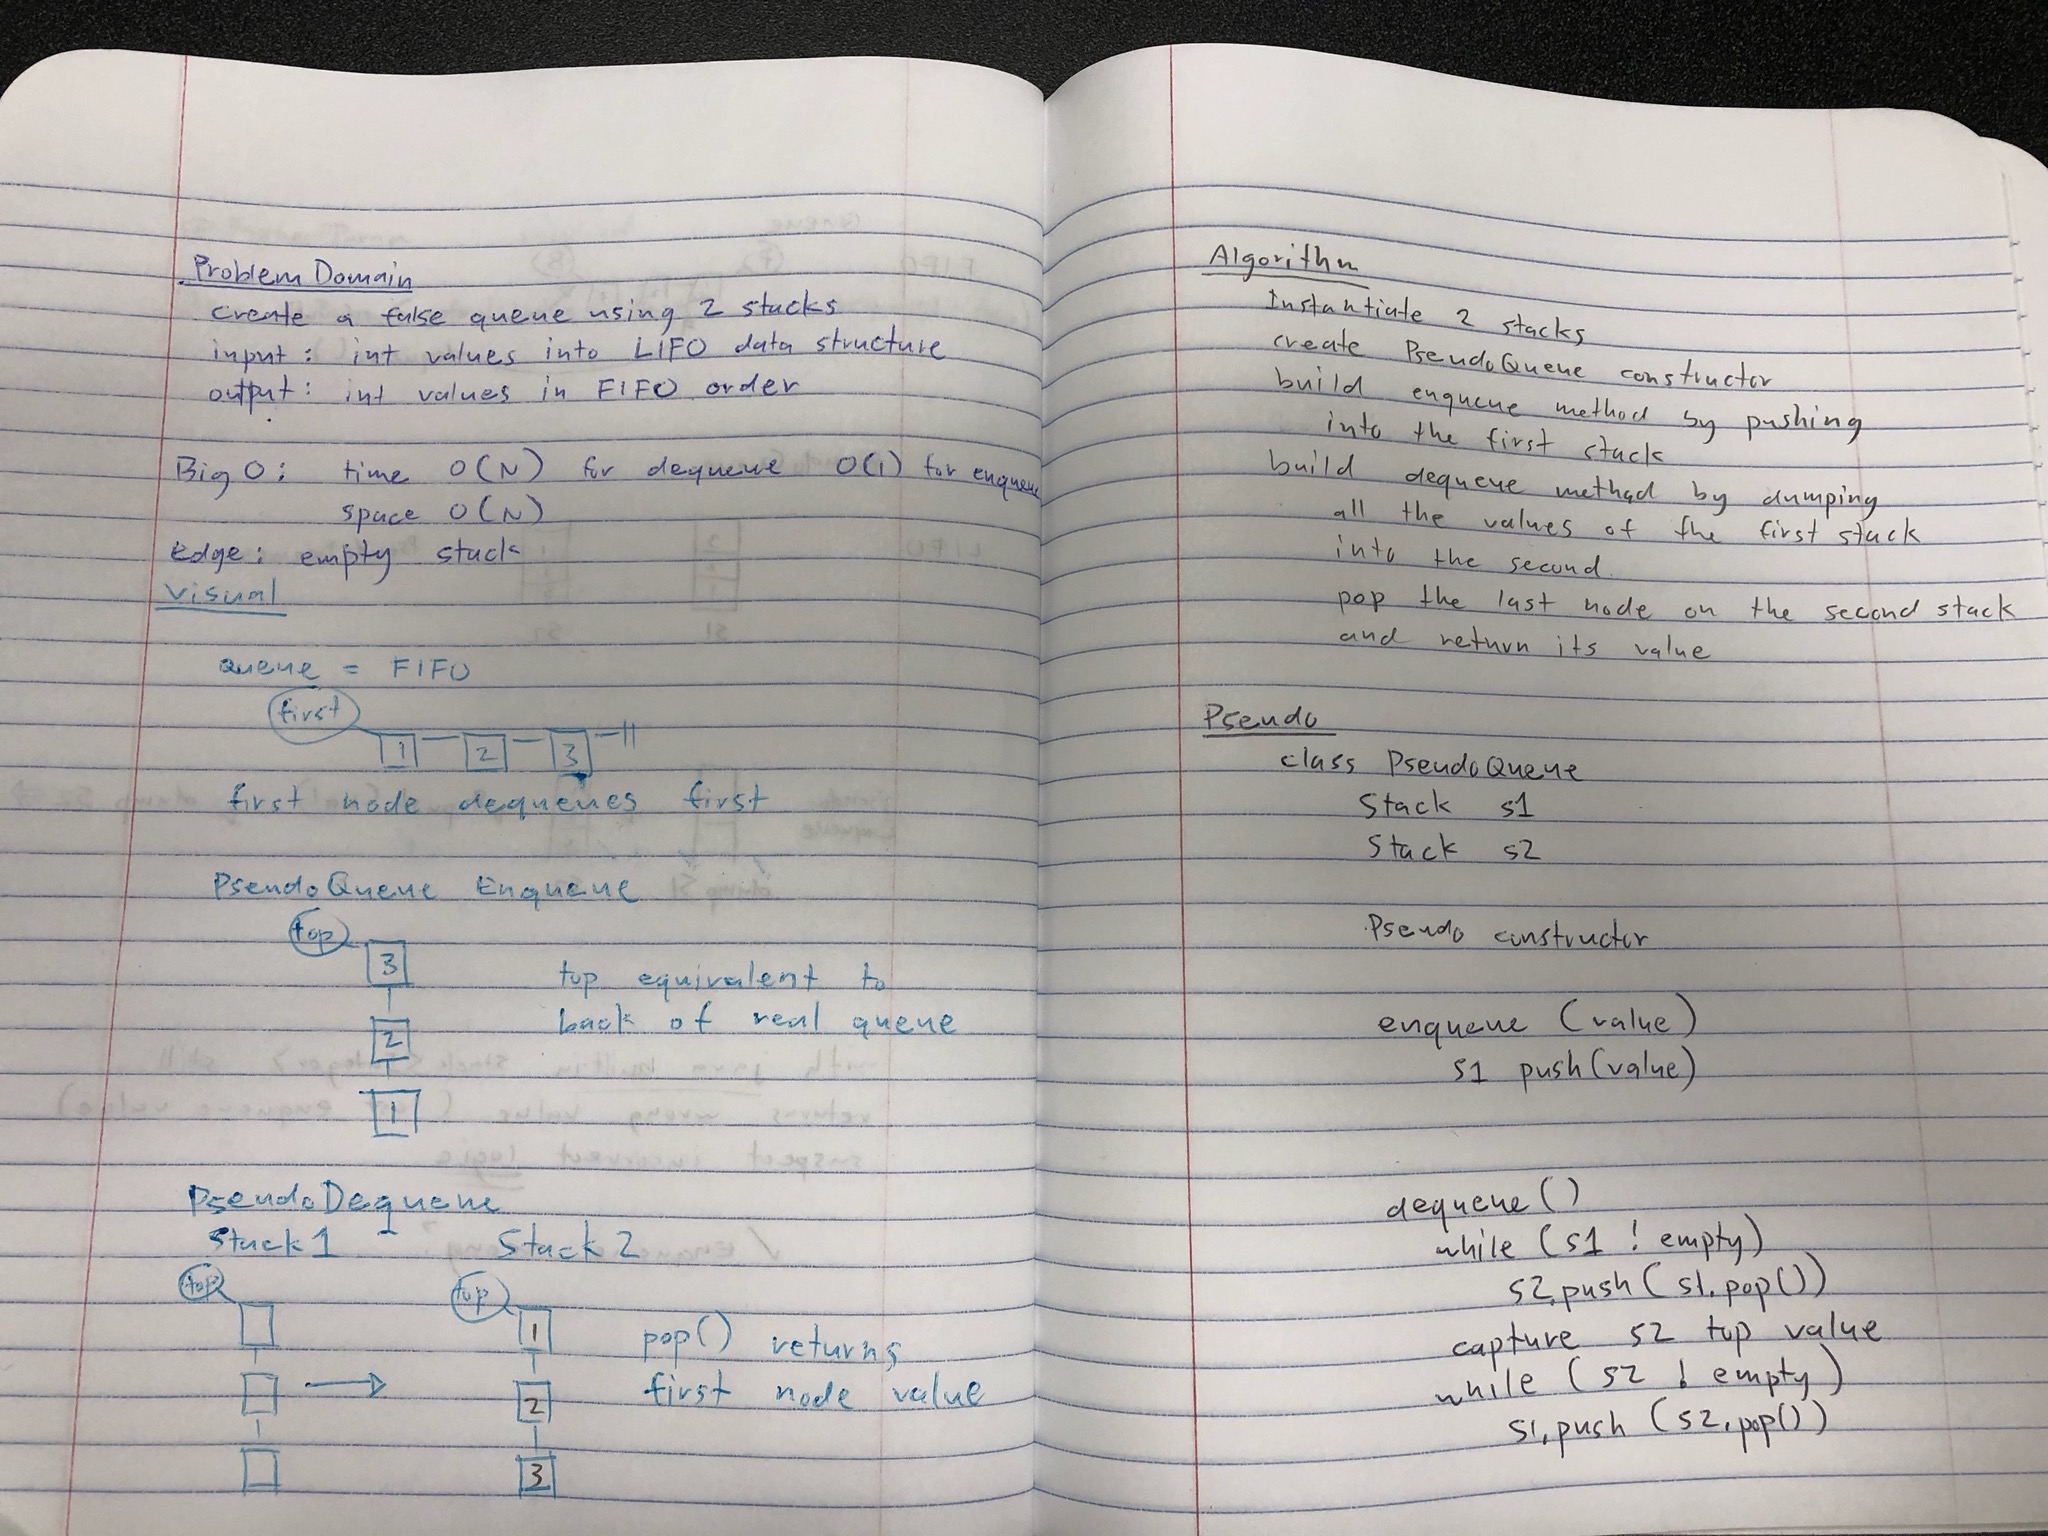 Problem Domain
create a false queue using 2 stacks
input: int values into LIFO data structure
output: int values in FIFO order
Big O: time O(N) for dequeue O(1) for enqueue
space O(N)
Edge: empty stack
Visual
queue = FIFO
first
1 2 3
first node dequeues first
PseudoQueue Enqueue
top
3
top equivalent to
back of real queue
2
1
PseudoDequeue
Stack 1 Stack 2
top top
1
pop() returns
first node value
2
3
Algorithm
Instantiate 2 stacks
create PseudoQueue constructor
build enqueue method by pushing
into the first stack
build dequeue method by dumping
all the values of the first stack
into the second.
pop the last node on the second stack
and return its value
Pseudo
class PseudoQueue
Stack s1
Stack s2
Pseudo constructor
enqueue (value)
s1 push(value)
dequeue()
while (s1 ! empty)
s2.push(s1.pop())
capture s2 top value
while (s2 ! empty)
s1.push(s2.pop())